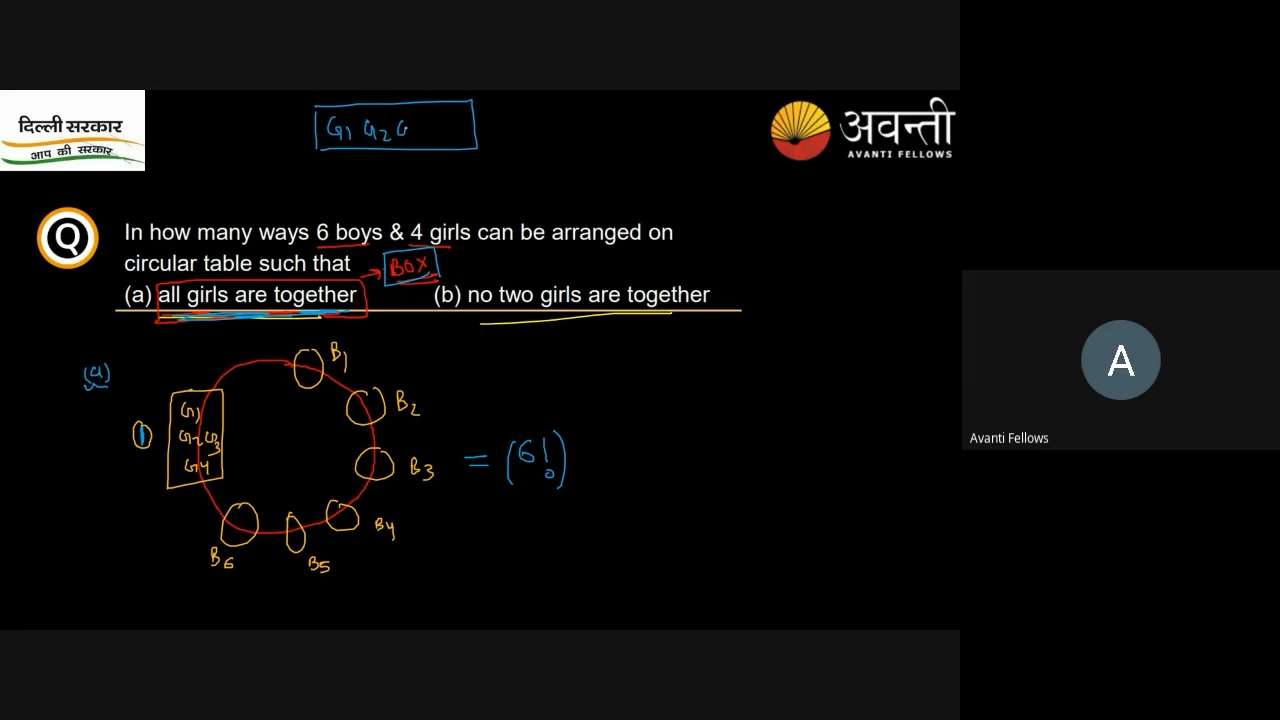 दिल्ली सरकार
आप की सरकार
G1 G2 G
अवन्ती
AVANTI FELLOWS
Q
In how many ways 6 boys & 4 girls can be arranged on
circular table such that
BOX
(a) all girls are together (b) no two girls are together
(a)
B1
B2
B3
B4
B5
B6
1
G1
G2 G3
G4
= (6!)
A
Avanti Fellows